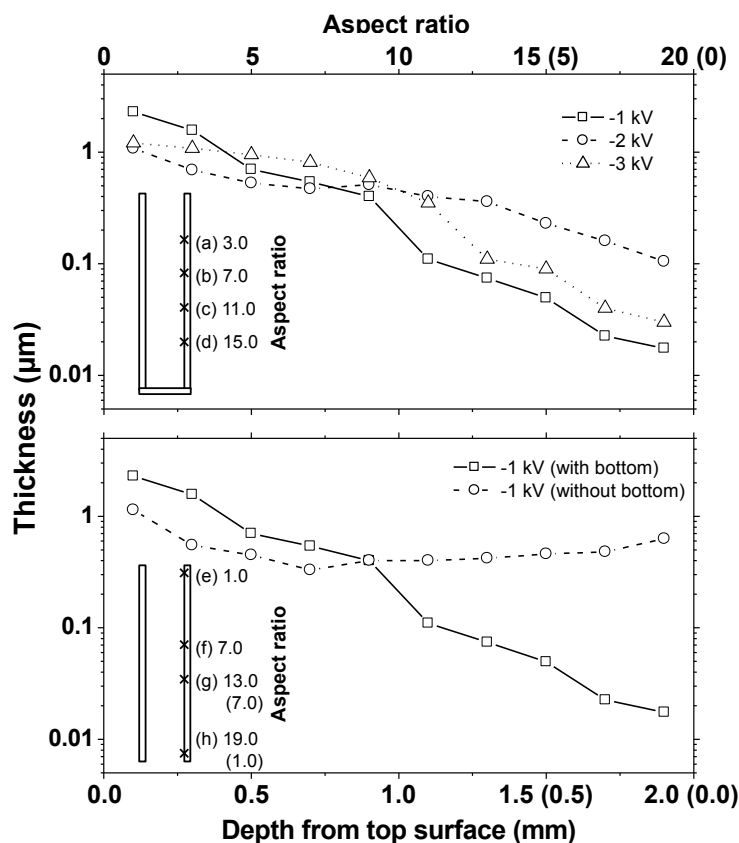 Aspect ratio
0 5 10 15 (5) 20 (0)
-1 kV
-2 kV
-3 kV
1
0.1
0.01
(a) 3.0
(b) 7.0
(c) 11.0
(d) 15.0
Aspect ratio
Thickness (μm)
-1 kV (with bottom)
-1 kV (without bottom)
1
0.1
0.01
(e) 1.0
(f) 7.0
(g) 13.0
(7.0)
(h) 19.0
(1.0)
Aspect ratio
0.0 0.5 1.0 1.5 (0.5) 2.0 (0.0)
Depth from top surface (mm)